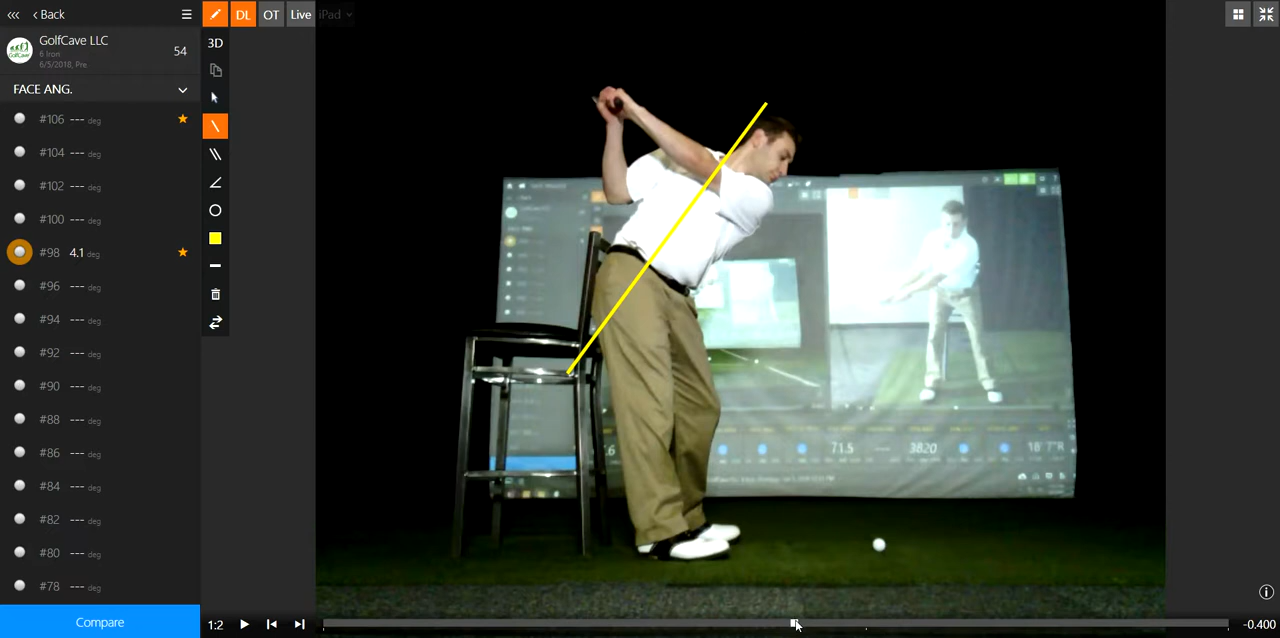 Back
GolfCave LLC
6 Iron
6/5/2018, Pre.
54
FACE ANG.
#106 --- deg
#104 --- deg
#102 --- deg
#100 --- deg
#98 4.1 deg
#96 --- deg
#94 --- deg
#92 --- deg
#90 --- deg
#88 --- deg
#86 --- deg
#84 --- deg
#82 --- deg
#80 --- deg
#78 --- deg
Compare
DL OT Live iPad
3D
71.5 3820 18' 7"R
1:2
-0.400